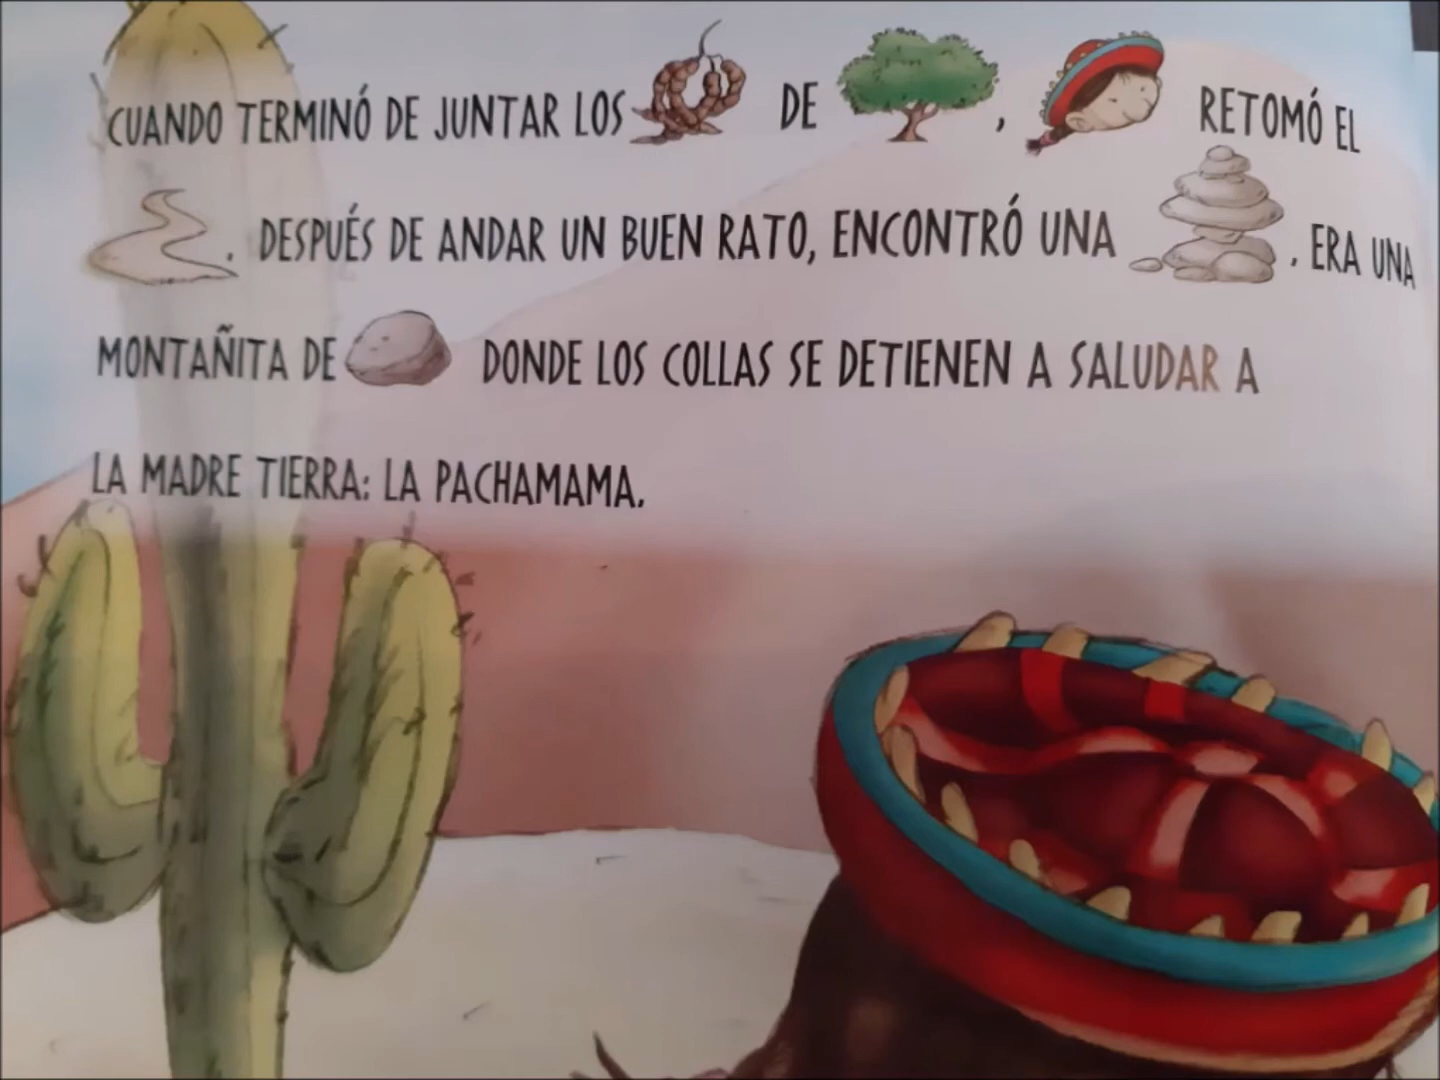 CUANDO TERMINÓ DE JUNTAR LOS DE , RETOMÓ EL
. DESPUÉS DE ANDAR UN BUEN RATO, ENCONTRÓ UNA . ERA UNA
MONTAÑITA DE DONDE LOS COLLAS SE DETIENEN A SALUDAR A
LA MADRE TIERRA: LA PACHAMAMA.